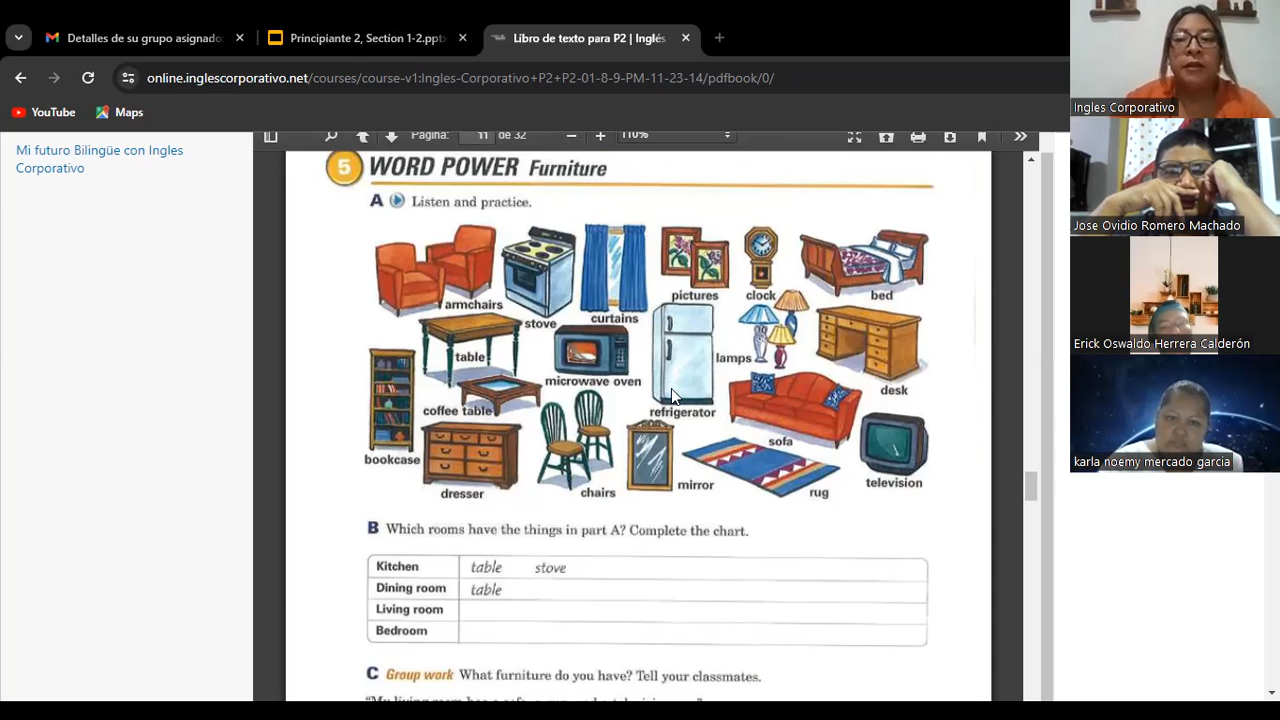 Detalles de su grupo asignado
Principiante 2, Section 1-2.pptx
Libro de texto para P2 | Inglés
online.inglescorporativo.net/courses/course-v1:Ingles-Corporativo+P2+P2-01-8-9-PM-11-23-14/pdfbook/0/
YouTube
Maps
Mi futuro Bilingüe con Ingles
Corporativo
Página: 11 de 32
110%
5 WORD POWER Furniture
A Listen and practice.
armchairs
stove
curtains
pictures
clock
bed
table
microwave oven
lamps
desk
coffee table
refrigerator
sofa
bookcase
dresser
chairs
mirror
rug
television
B Which rooms have the things in part A? Complete the chart.
Kitchen table stove
Dining room table
Living room
Bedroom
C Group work What furniture do you have? Tell your classmates.
Ingles Corporativo
Jose Ovidio Romero Machado
Erick Oswaldo Herrera Calderón
karla noemy mercado garcia